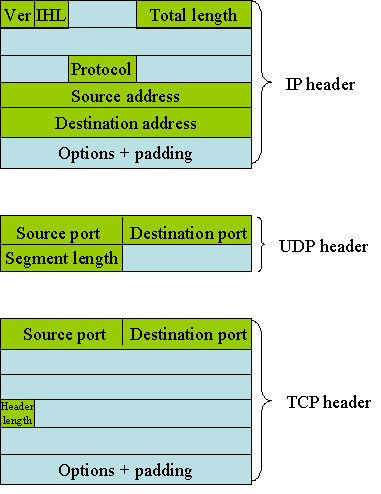 Ver IHL Total length
Protocol
Source address
Destination address
Options + padding
IP header
Source port Destination port
Segment length
UDP header
Source port Destination port
Header
length
Options + padding
TCP header